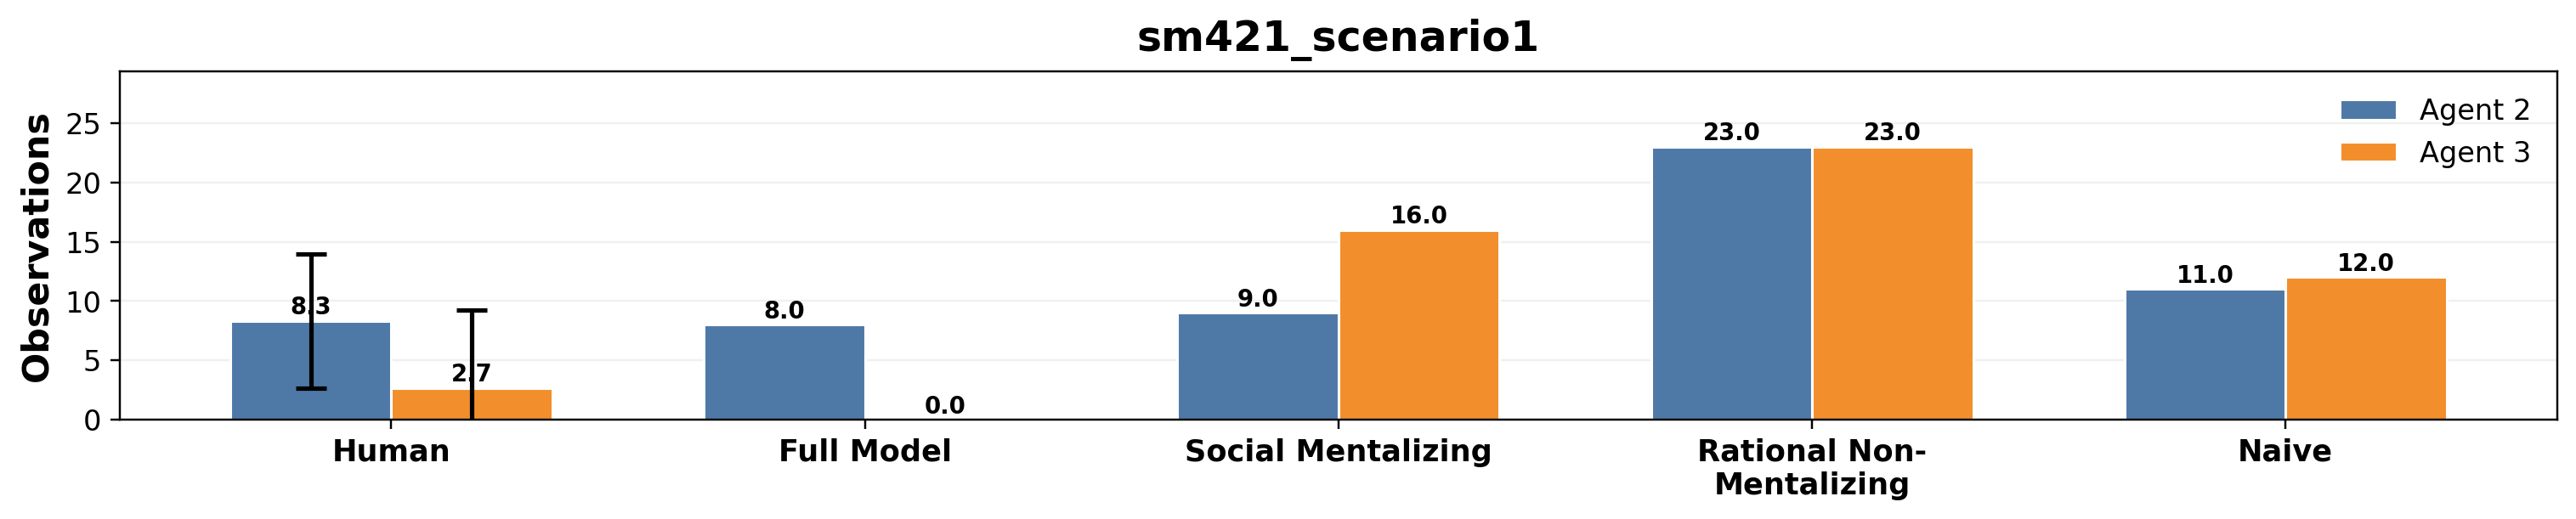 sm421_scenario1
Observations
25
20
15
10
5
0
Agent 2
Agent 3
8.3
2.7
8.0
0.0
9.0
16.0
23.0
23.0
11.0
12.0
Human
Full Model
Social Mentalizing
Rational Non-
Mentalizing
Naive